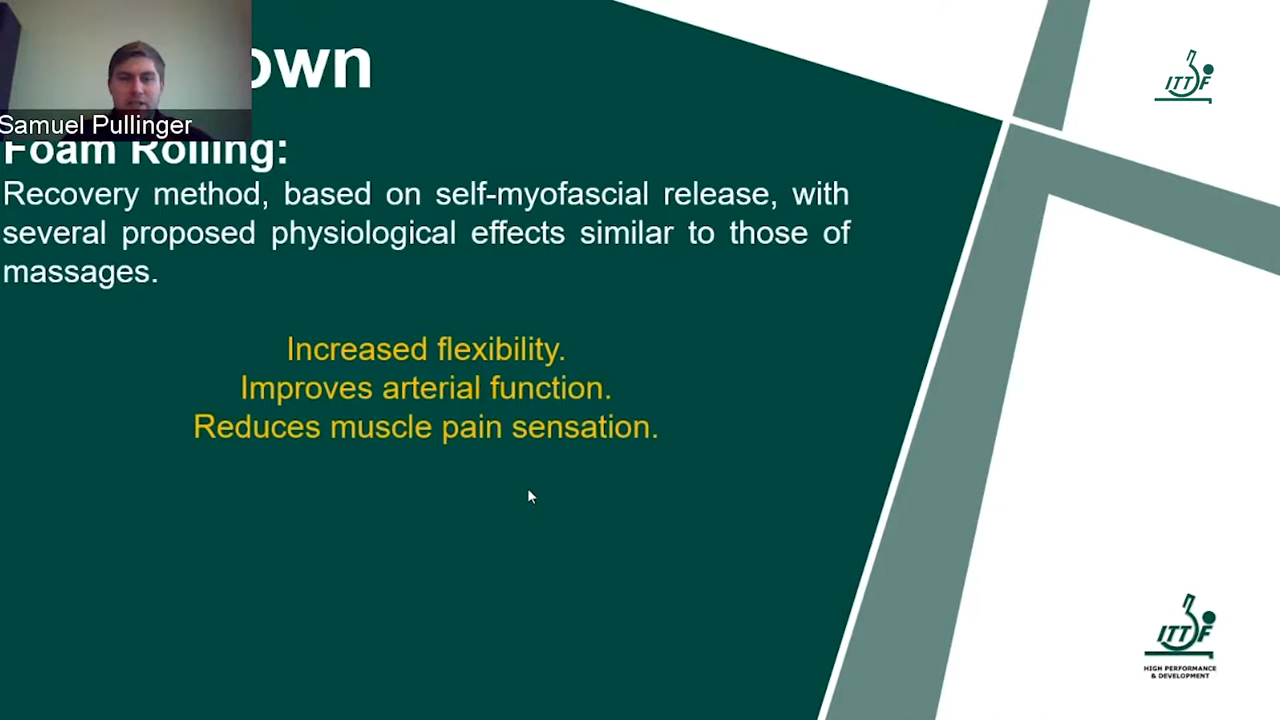 own
Samuel Pullinger
Foam Rolling:
Recovery method, based on self-myofascial release, with
several proposed physiological effects similar to those of
massages.
Increased flexibility.
Improves arterial function.
Reduces muscle pain sensation.
ITTF
ITTF
HIGH PERFORMANCE
& DEVELOPMENT